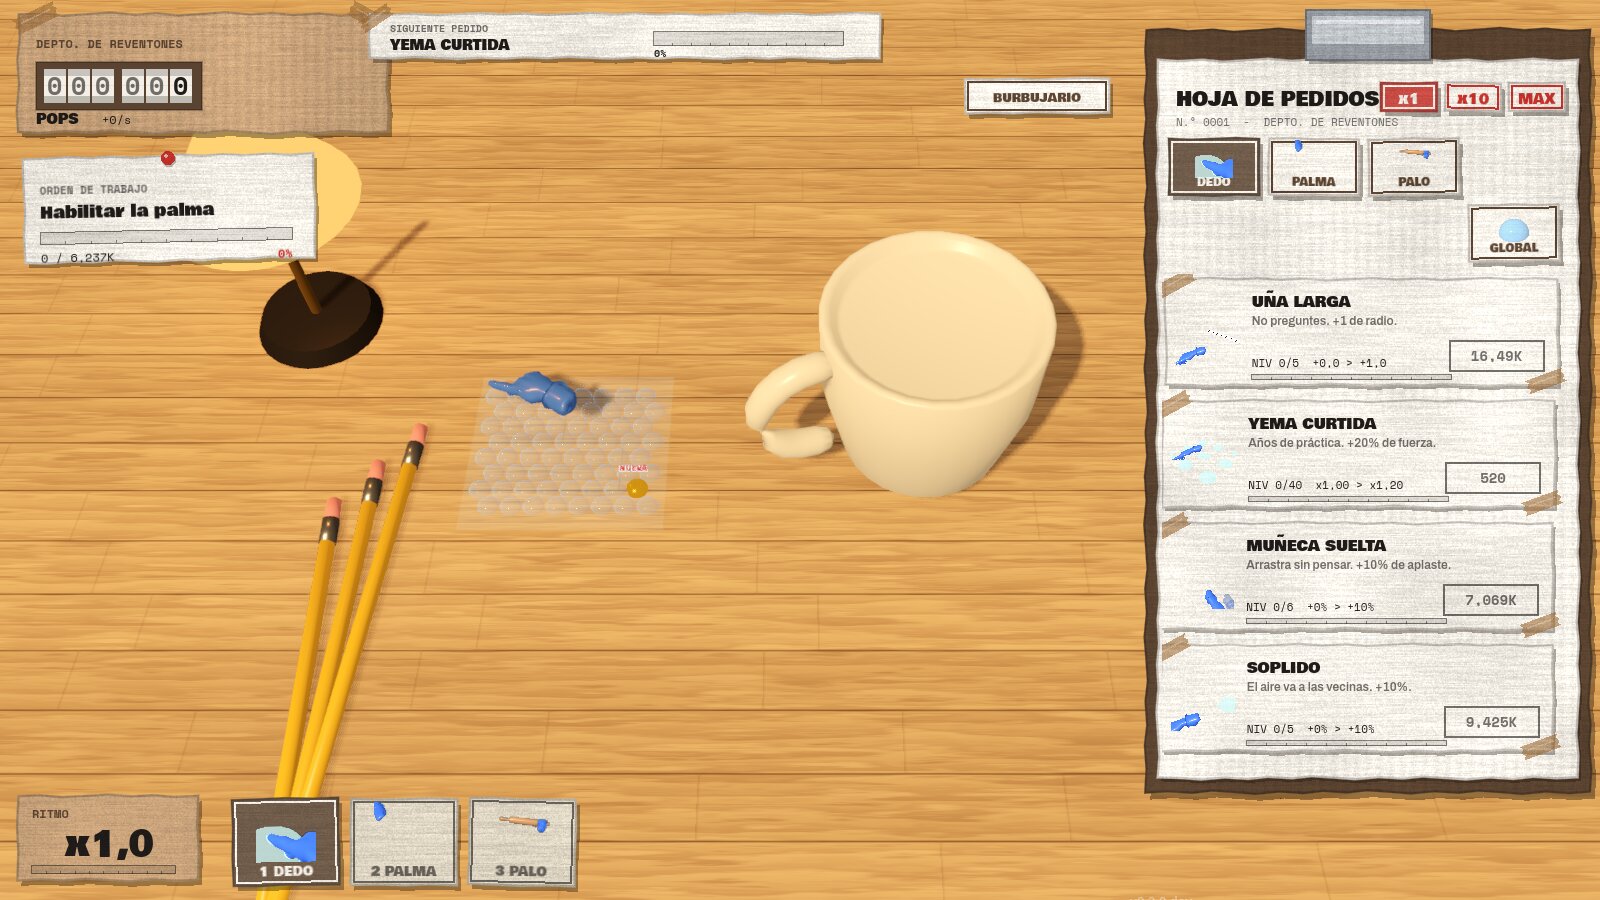 DEPTO. DE REVENTONES
000 000
POPS +0/s
SIGUIENTE PEDIDO
YEMA CURTIDA
0%
BURBUJARIO
ORDEN DE TRABAJO
Habilitar la palma
0%
0 / 6,237K
NUEVA
RITMO
x1,0
1 DEDO
2 PALMA
3 PALO
HOJA DE PEDIDOS
x1
x10
MAX
N.° 0001 - DEPTO. DE REVENTONES
DEDO
PALMA
PALO
GLOBAL
UÑA LARGA
No preguntes. +1 de radio.
NIV 0/5 +0,0 > +1,0
16,49K
YEMA CURTIDA
Años de práctica. +20% de fuerza.
NIV 0/40 x1,00 > x1,20
520
MUÑECA SUELTA
Arrastra sin pensar. +10% de aplaste.
NIV 0/6 +0% > +10%
7,069K
SOPLIDO
El aire va a las vecinas. +10%.
NIV 0/5 +0% > +10%
9,425K